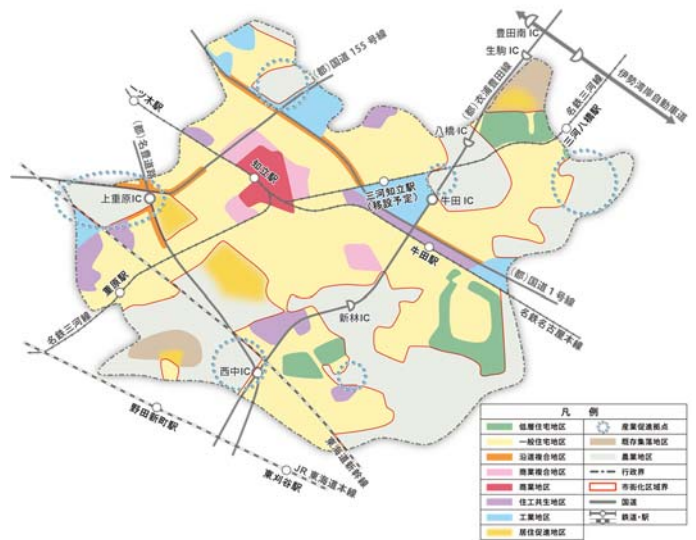 豊田南IC
生駒IC
伊勢湾岸自動車道
(都)国道155号線
(都)衣浦豊田線
名鉄三河線
三河八橋駅
一ツ木駅
八橋IC
(都)名豊道路
知立駅
三河知立駅
(移設予定)
上重原IC
牛田IC
牛田駅
重原駅
(都)国道1号線
名鉄名古屋本線
新林IC
名鉄三河線
西中IC
野田新町駅
東海道新幹線
JR東海道本線
東刈谷駅
凡 例
低層住宅地区
産業促進拠点
一般住宅地区
既存集落地区
沿道複合地区
農業地区
商業複合地区
行政界
商業地区
市街化区域界
住工共生地区
国道
工業地区
鉄道・駅
居住促進地区